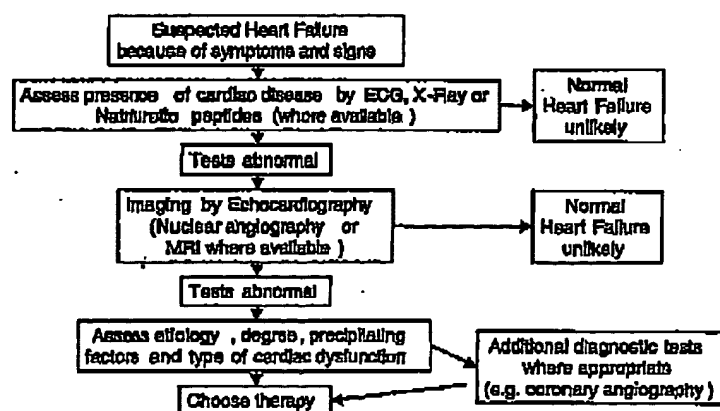 Suspected Heart Failure
because of symptoms and signs
Assess presence of cardiac disease by ECG, X-Ray or
Natriuretic peptides (where available)
Normal
Heart Failure
unlikely
Tests abnormal
Imaging by Echocardiography
(Nuclear angiography or
MRI where available)
Normal
Heart Failure
unlikely
Tests abnormal
Assess etiology, degree, precipitating
factors and type of cardiac dysfunction
Additional diagnostic tests
where appropriate
(e.g. coronary angiography)
Choose therapy